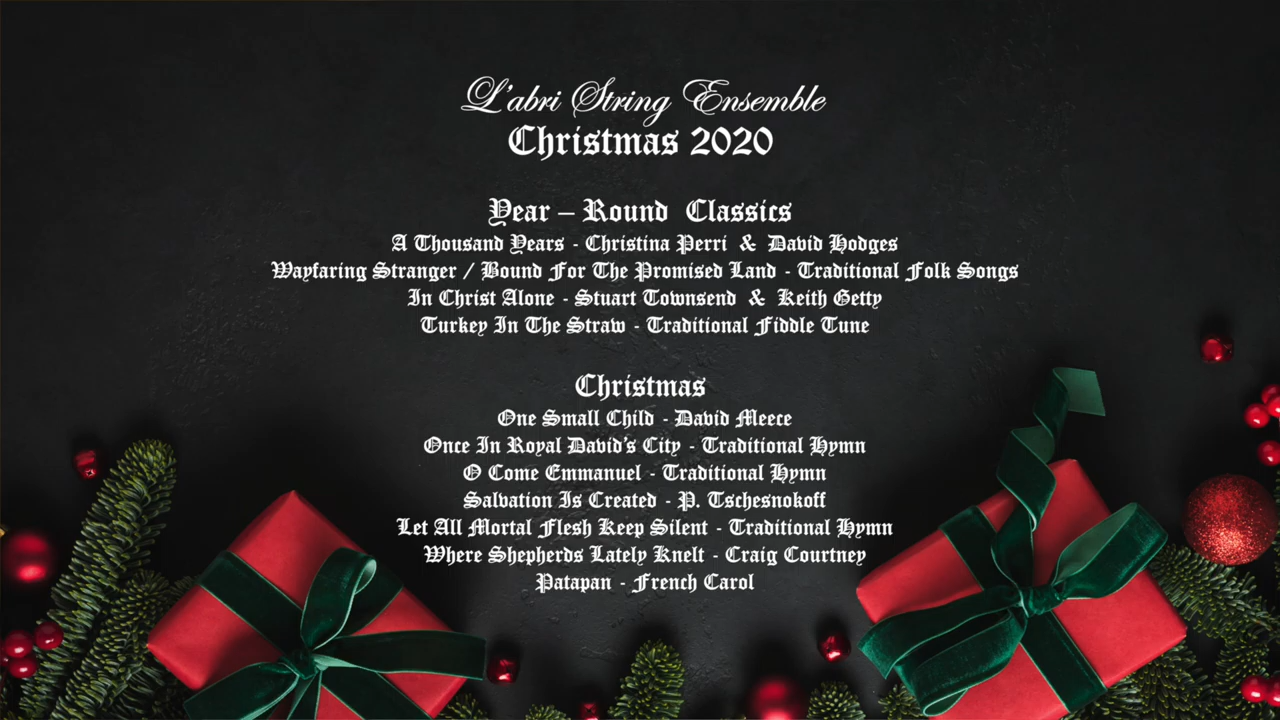 L'abri String Ensemble
Christmas 2020
Year – Round Classics
A Thousand Years - Christina Perri & David Hodges
Wayfaring Stranger / Bound For The Promised Land - Traditional Folk Songs
In Christ Alone - Stuart Townsend & Keith Getty
Turkey In The Straw - Traditional Fiddle Tune
Christmas
One Small Child - David Meece
Once In Royal David's City - Traditional Hymn
O Come Emmanuel - Traditional Hymn
Salvation Is Created - P. Tschesnokoff
Let All Mortal Flesh Keep Silent - Traditional Hymn
Where Shepherds Lately Knelt - Craig Courtney
Patapan - French Carol